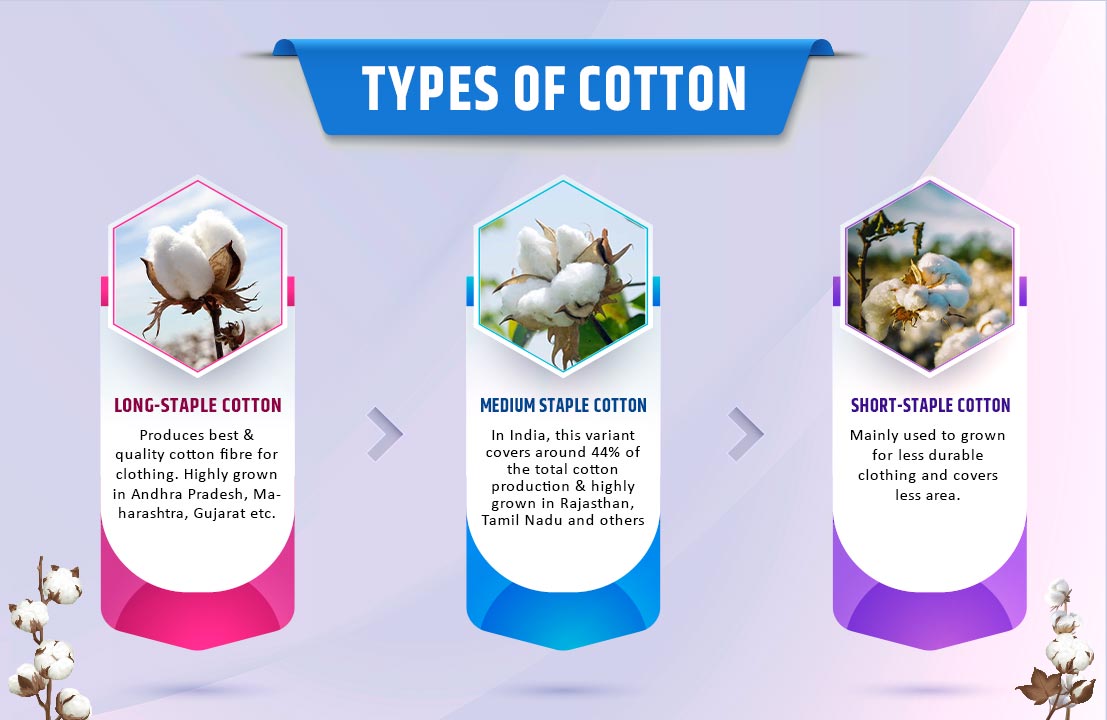 TYPES OF COTTON
LONG-STAPLE COTTON
Produces best &
quality cotton fibre for
clothing. Highly grown
in Andhra Pradesh, Ma-
harashtra, Gujarat etc.
MEDIUM STAPLE COTTON
In India, this variant
covers around 44% of
the total cotton
production & highly
grown in Rajasthan,
Tamil Nadu and others
SHORT-STAPLE COTTON
Mainly used to grown
for less durable
clothing and covers
less area.